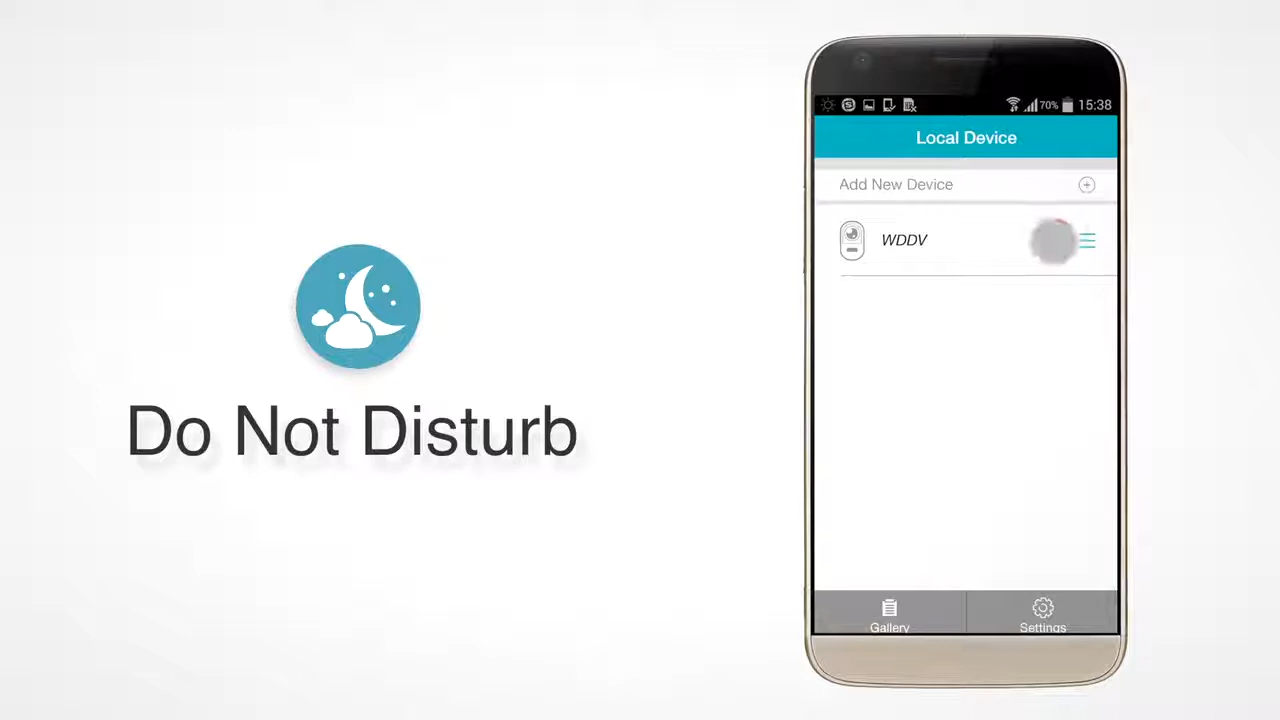 Do Not Disturb
70% 15:38
Local Device
Add New Device
WDDV
Gallery
Settings